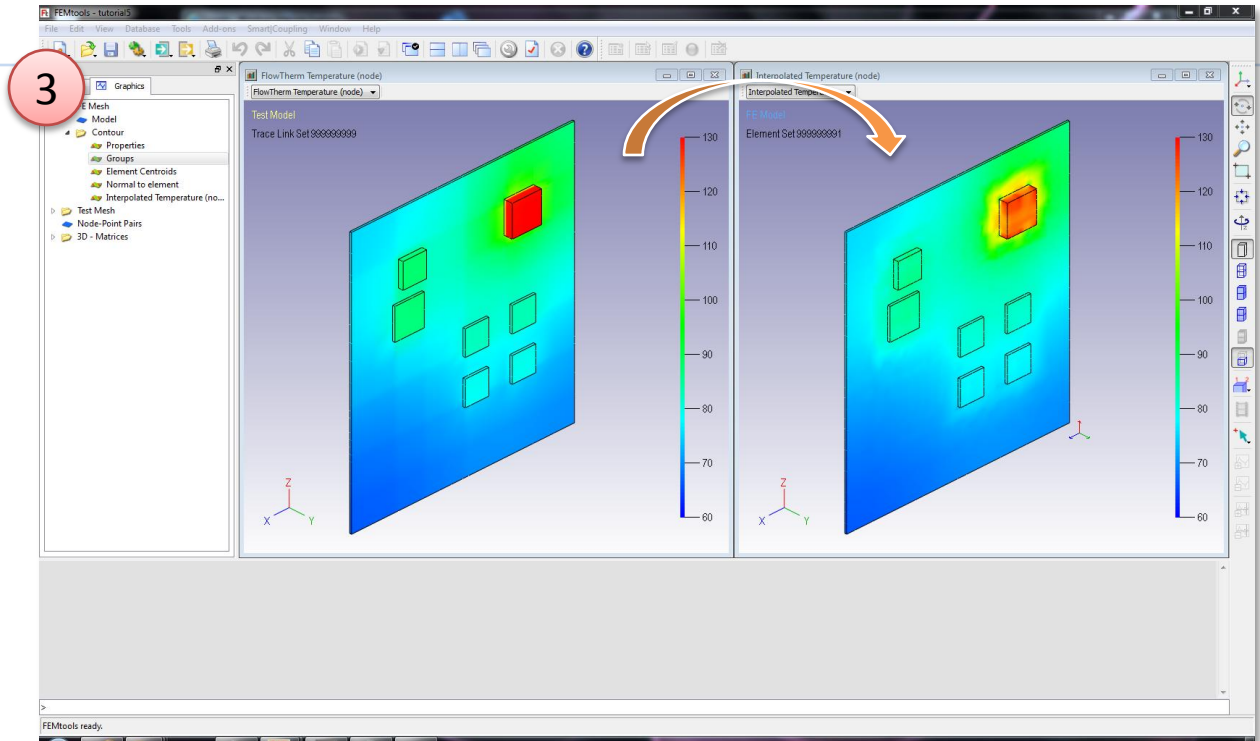 FEMtools - tutorial5
File Edit View Database Tools Add-ons Smart|Coupling Window Help
3
Graphics
E Mesh
Model
Contour
Properties
Groups
Element Centroids
Normal to element
Interpolated Temperature (no...
Test Mesh
Node-Point Pairs
3D - Matrices
FlowTherm Temperature (node)
FlowTherm Temperature (node)
Test Model
Trace Link Set 999999999
130
120
110
100
90
80
70
60
Z
X Y
Interpolated Temperature (node)
Interpolated Tempera
FE Model
Element Set 999999991
130
120
110
100
90
80
70
60
Z
X Y
>
FEMtools ready.